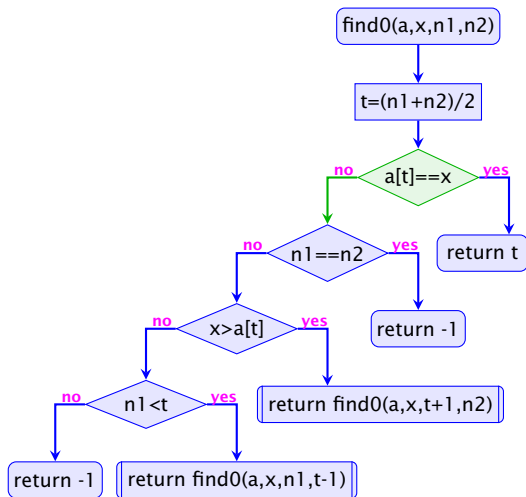 find0(a,x,n1,n2)
t=(n1+n2)/2
no
a[t]==x
yes
no
n1==n2
yes
return t
no
x>a[t]
yes
return -1
no
n1<t
yes
return find0(a,x,t+1,n2)
return -1
return find0(a,x,n1,t-1)